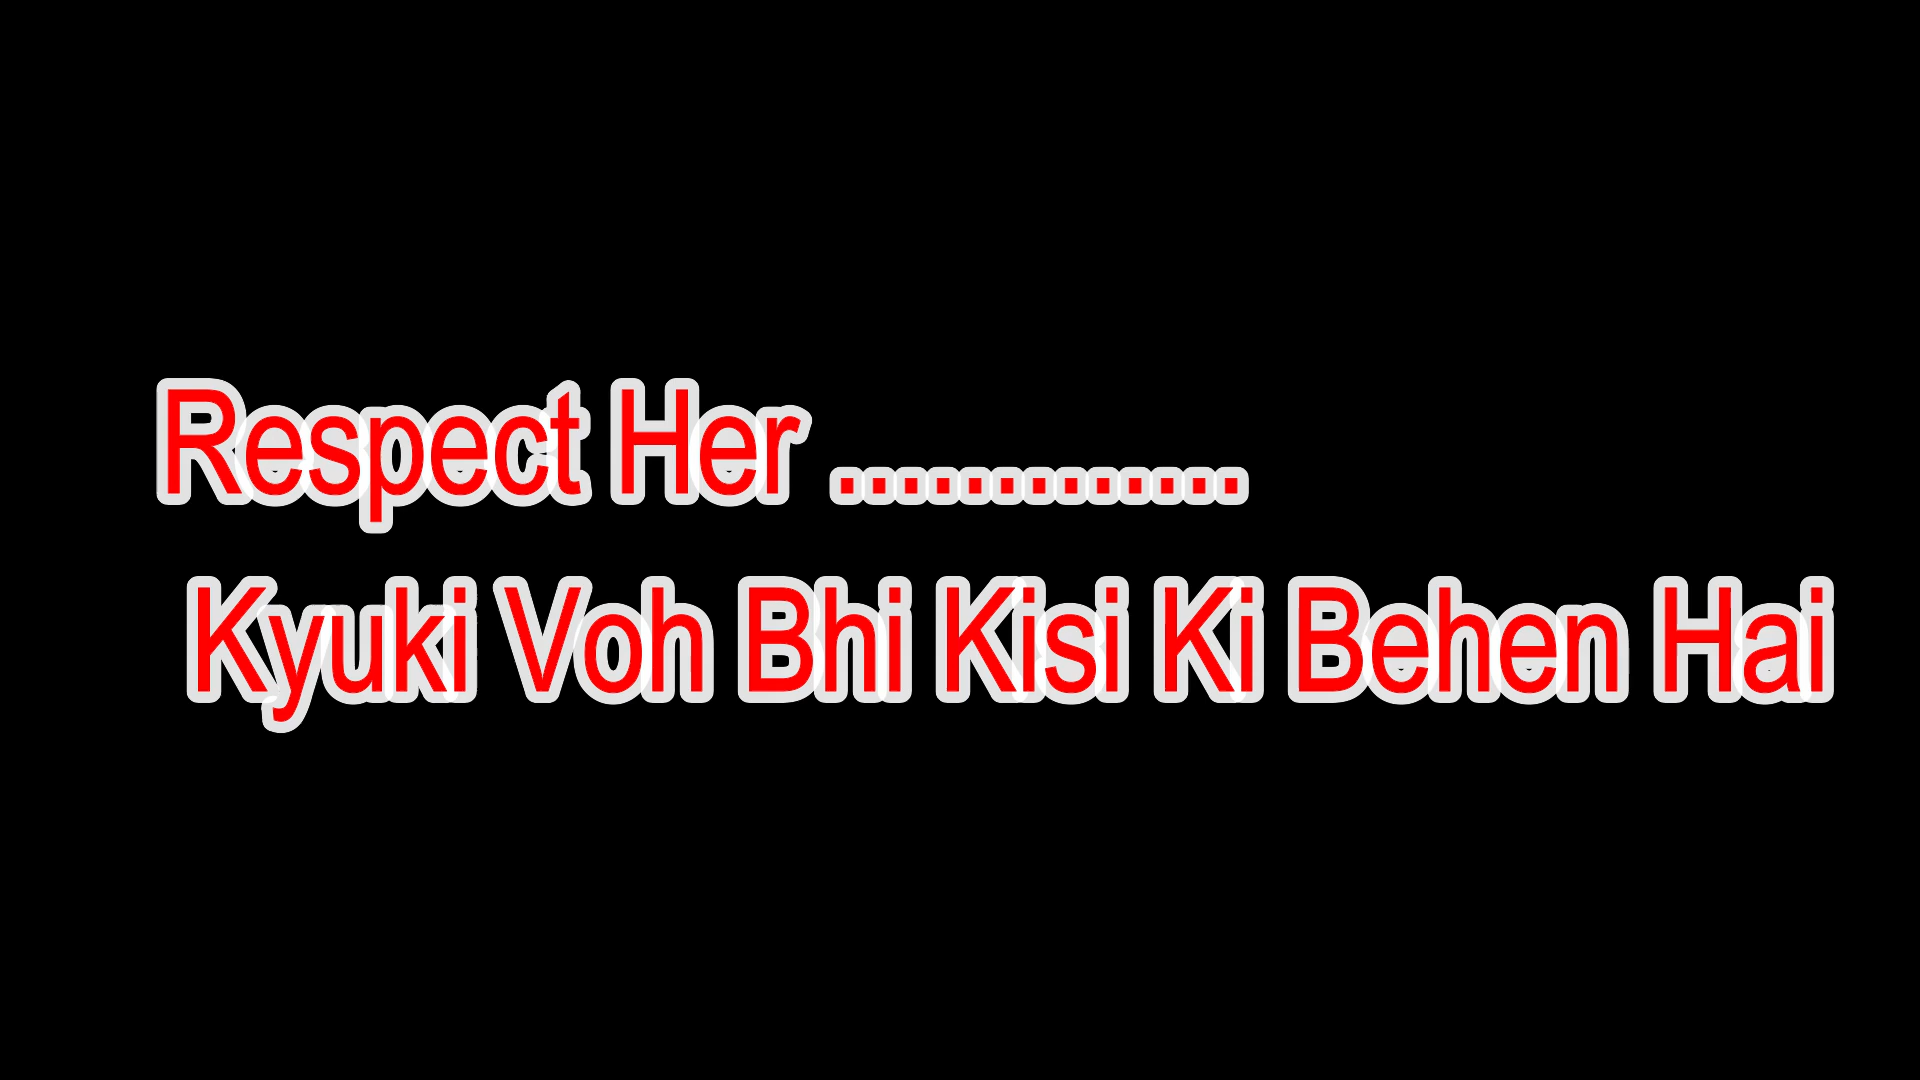 Respect Her .............
Kyuki Voh Bhi Kisi Ki Behen Hai